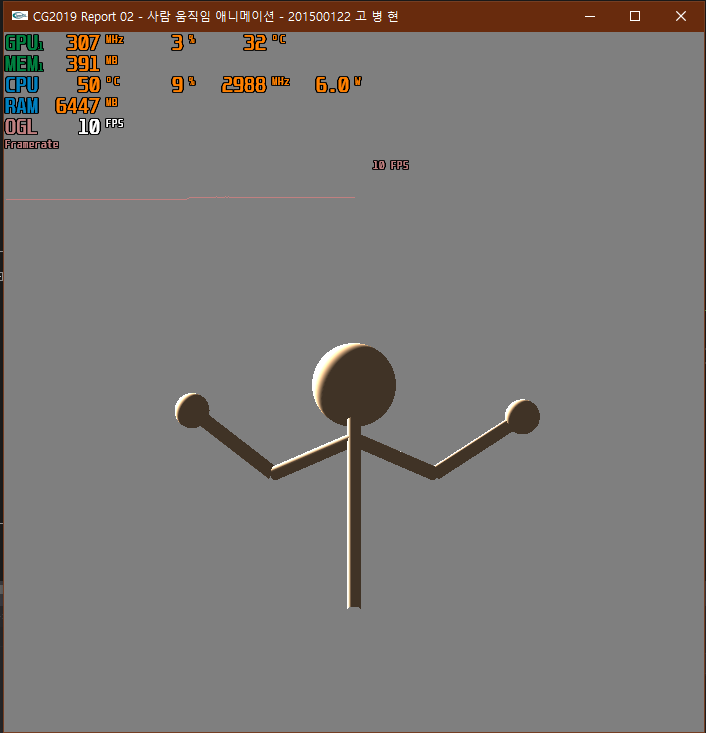 CG2019 Report 02 - 사람 움직임 애니메이션 - 201500122 고 병 현
GPU1 307 MHz 3 % 32 °C
MEM1 391 MB
CPU 50 °C 9 % 2988 MHz 6.0 W
RAM 6447 MB
OGL 10 FPS
Framerate
10 FPS